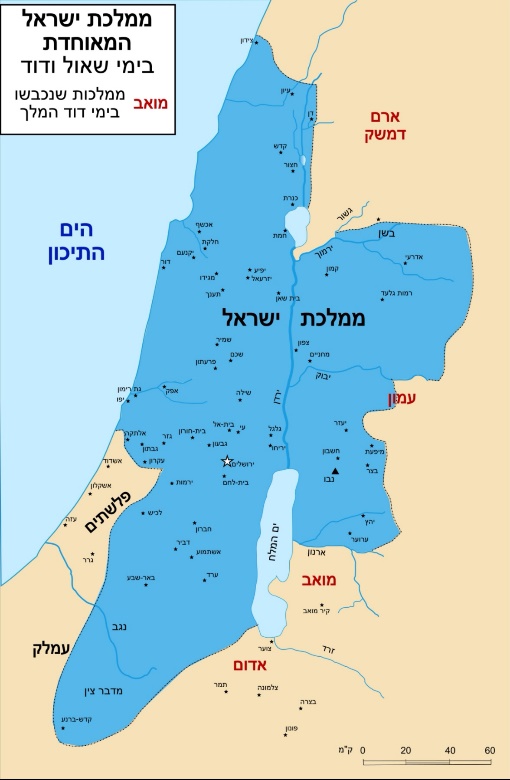 ממלכת ישראל
המאוחדת
בימי שאול ודוד
מואב ממלכות שנכבשו
בימי דוד המלך
צידון
עיון
דן
ארם
דמשק
קדש
חצור
כנרת
גשור
בשן
הים
התיכון
אכשף
חמת
חלקת
ירמוך
יקנעם
דור
אדרעי
קמון
יפיע
יזרעאל
מגידו
תענך
בית שאן
רמות גלעד
ממלכת ישראל
שמיר
צפון
שכם
מחניים
פרעתון
יבוק
גת רימון
יפו
אפק
שילה
ירדן
עמון
בית-אל
עי
יעזר
גלגל
אלתקרה
גזר
בית-חורון
גבעון
גבתון
יריחו
חשבון
מיפעת
עקרון
אשדוד
ירושלים
בצר
נבו
בית-לחם
ירמות
אשקלון
פלשתים
לכיש
עזה
חברון
יהץ
ים המלח
ערוער
דביר
אשתמוע
ארנון
גרר
ערד
באר-שבע
מואב
קיר מואב
נגב
עמלק
זרד
צוער
אדום
מדבר צין
תמר
צלמונה
בצרה
קדש-ברנע
פונון
ק"מ
0 20 40 60